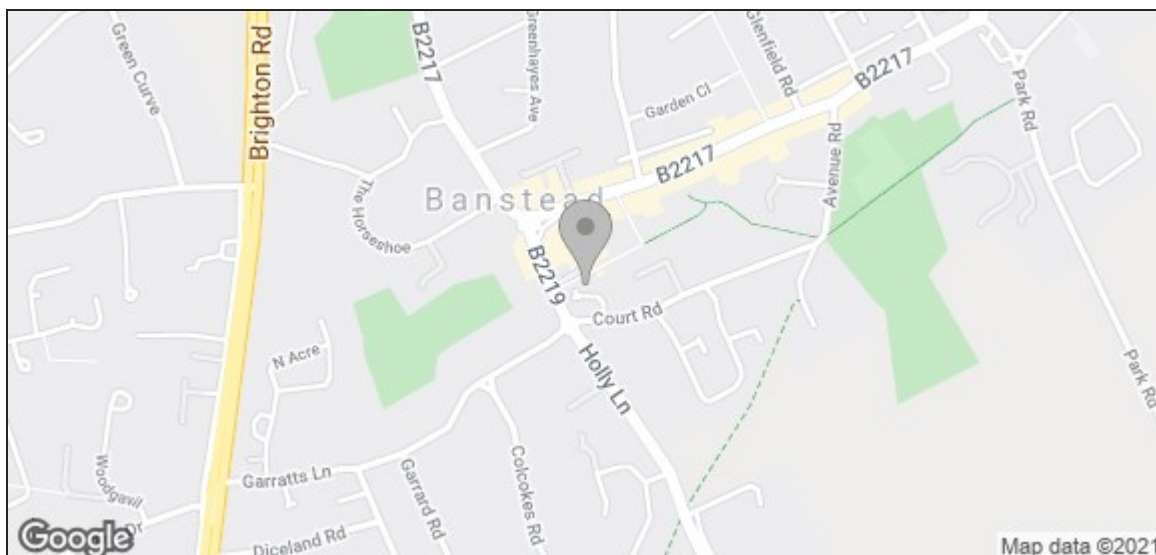 Green Curve
Brighton Rd
B2217
Greenhayes Ave
Glenfield Rd
B2217
Garden Cl
Park Rd
B2217
Avenue Rd
The Horseshoe
Banstead
B2219
Court Rd
N Acre
Holly Ln
Park Rd
Woodgavil
Garratts Ln
Garrard Rd
Colcokes Rd
Dr
Diceland Rd
Google
Map data ©2021